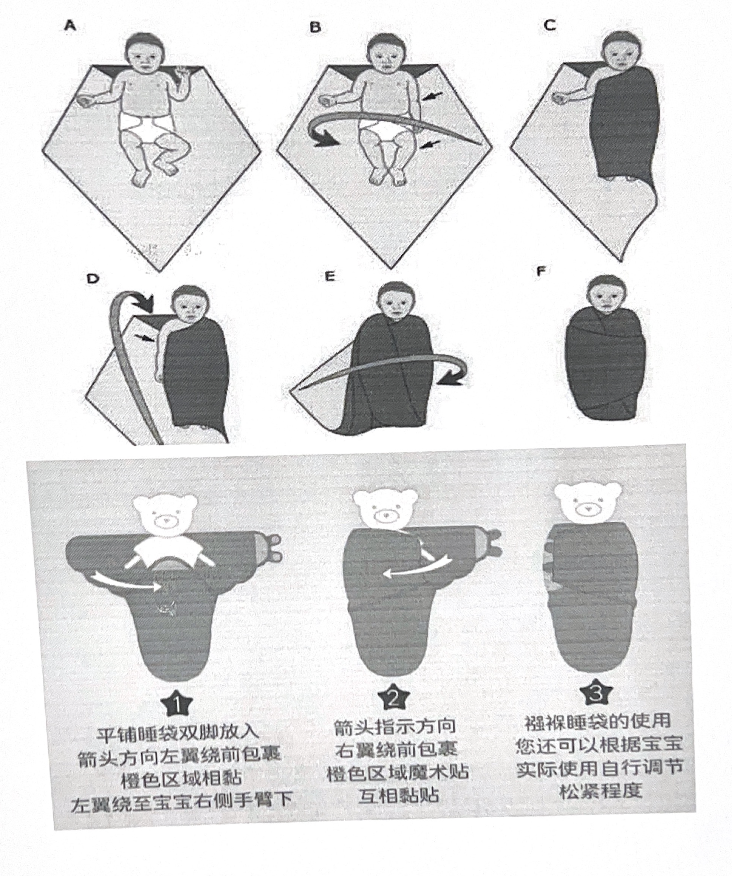 A
B
C
D
E
F
1
平铺睡袋双脚放入
箭头方向左翼绕前包裹
橙色区域相黏
左翼绕至宝宝右侧手臂下
2
箭头指示方向
右翼绕前包裹
橙色区域魔术贴
互相黏贴
3
襁褓睡袋的使用
您还可以根据宝宝
实际使用自行调节
松紧程度